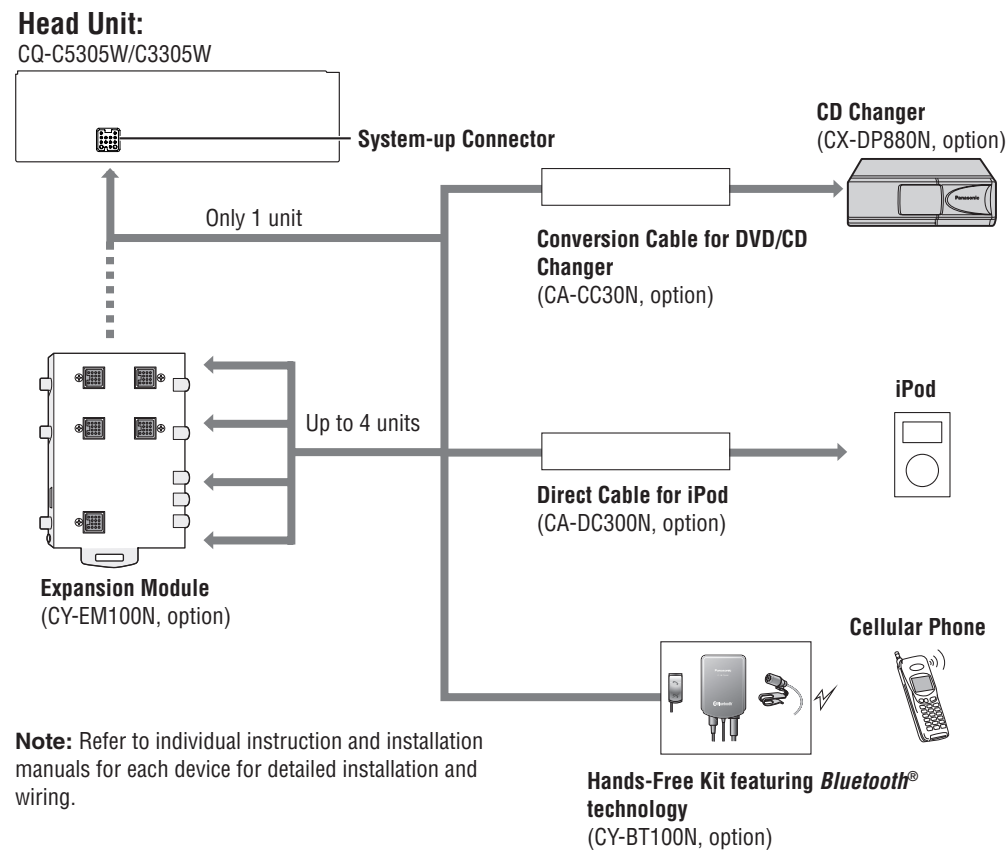 Head Unit:
CQ-C5305W/C3305W
System-up Connector
CD Changer
(CX-DP880N, option)
Panasonic
Only 1 unit
Conversion Cable for DVD/CD
Changer
(CA-CC30N, option)
Up to 4 units
iPod
Direct Cable for iPod
(CA-DC300N, option)
Expansion Module
(CY-EM100N, option)
Cellular Phone
Panasonic
Bluetooth
Note: Refer to individual instruction and installation
manuals for each device for detailed installation and
wiring.
Hands-Free Kit featuring Bluetooth®
technology
(CY-BT100N, option)